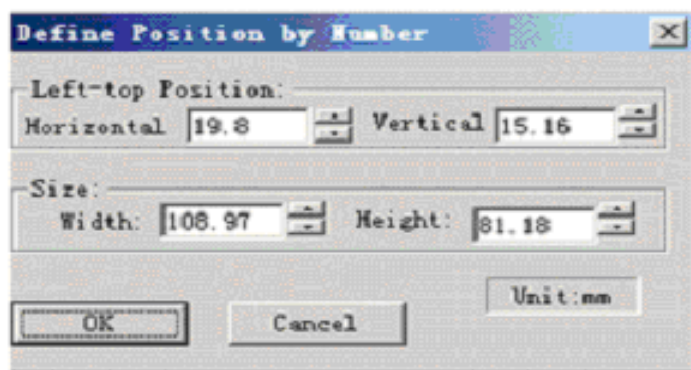 Define Position by Number
Left-top Position:
Horizontal 19.8 Vertical 15.16
Size:
Width: 108.97 Height: 81.18
Unit:mm
OK Cancel